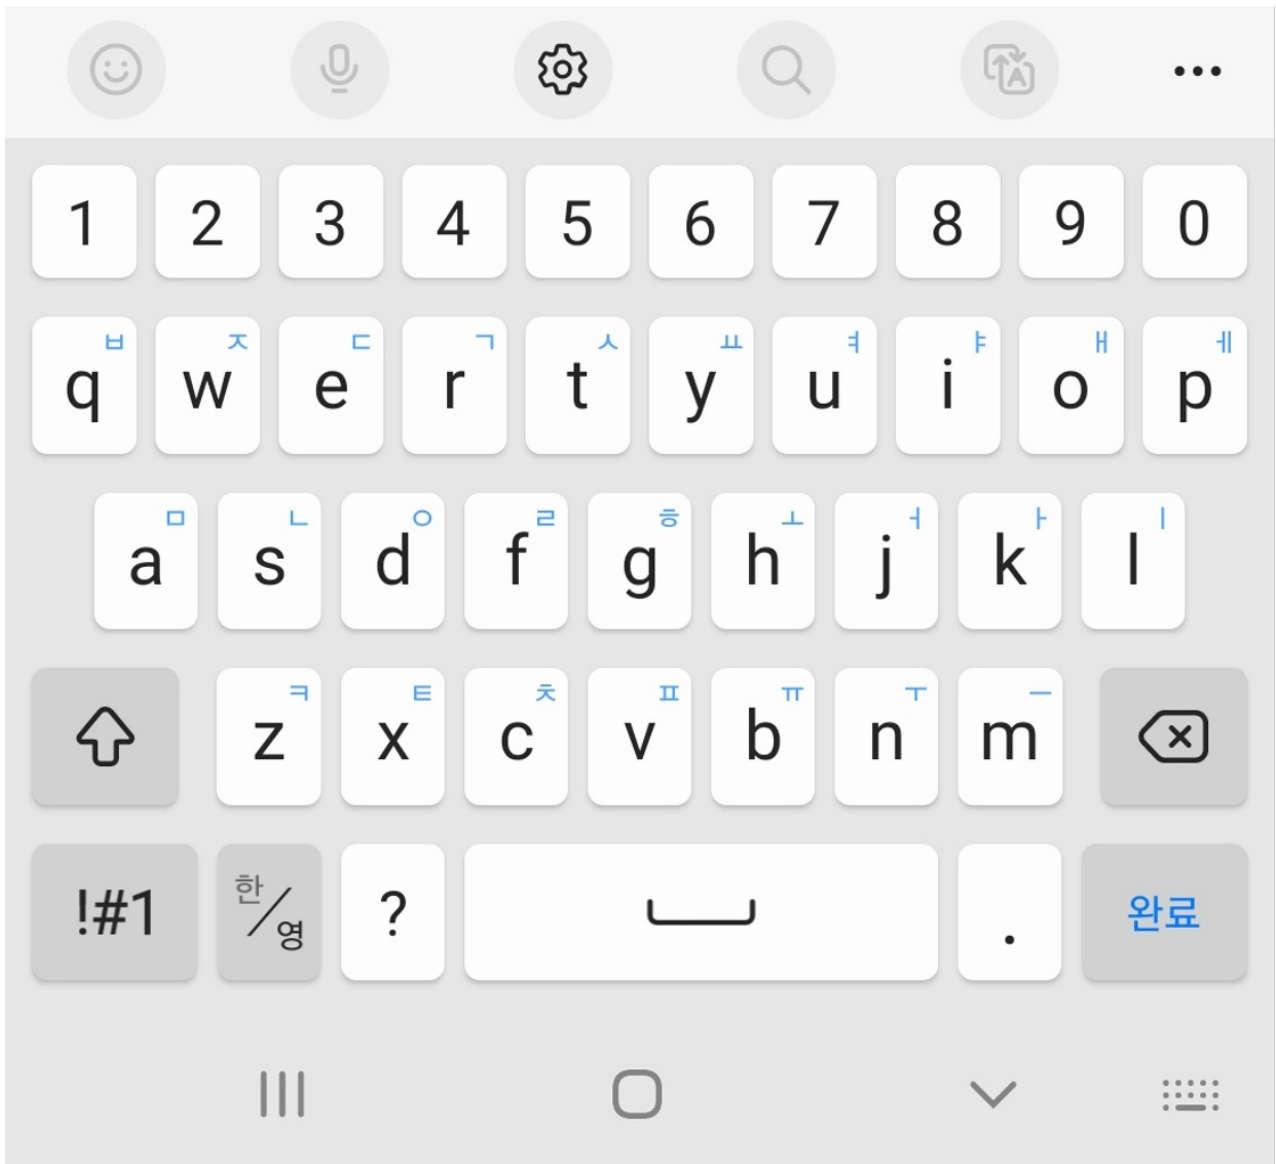 1 2 3 4 5 6 7 8 9 0
ㅂ ㅈ ㄷ ㄱ ㅅ ㅛ ㅕ ㅑ ㅐ ㅔ
q w e r t y u i o p
ㅁ ㄴ ㅇ ㄹ ㅎ ㅗ ㅓ ㅏ ㅣ
a s d f g h j k l
ㅋ ㅌ ㅊ ㅍ ㅠ ㅜ ㅡ
z x c v b n m
!#1 한/영 ? . 완료